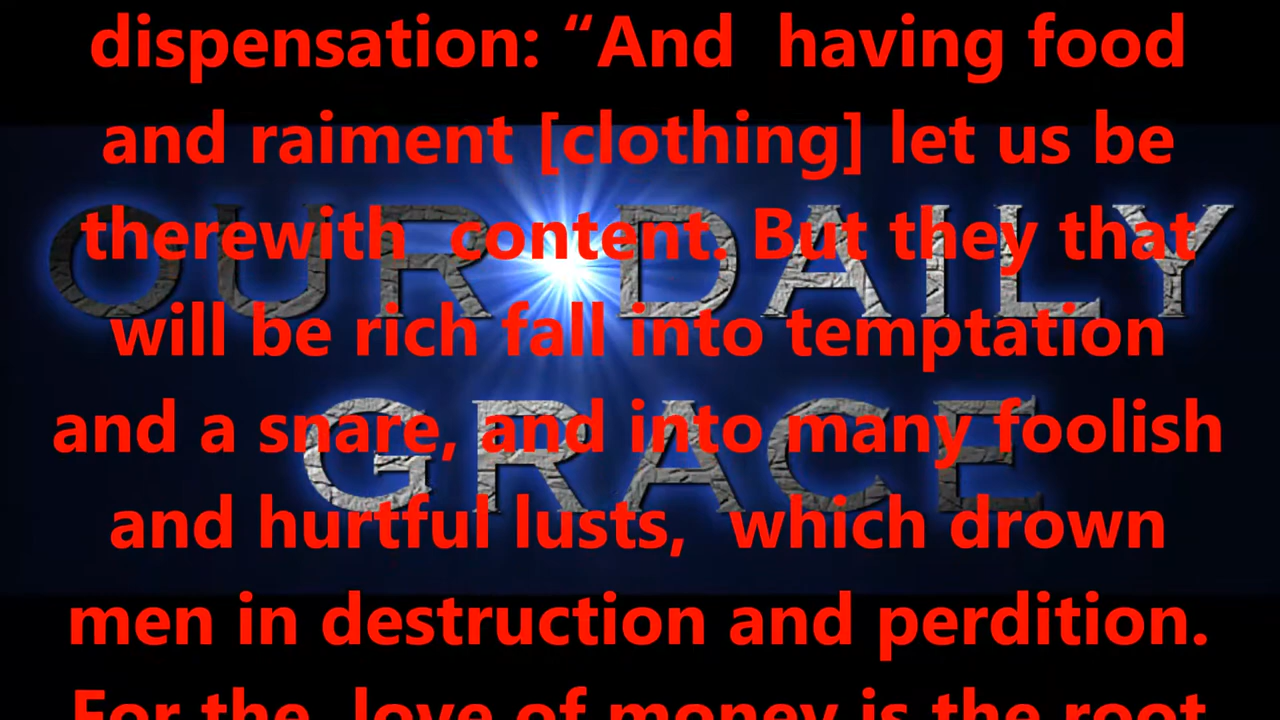 dispensation: “And  having food
and raiment [clothing] let us be
therewith  content. But they that
will be rich fall into temptation
and a snare, and into many foolish
and hurtful lusts,  which drown
men in destruction and perdition.
For the  love of money is the root
OUR DAILY
GRACE